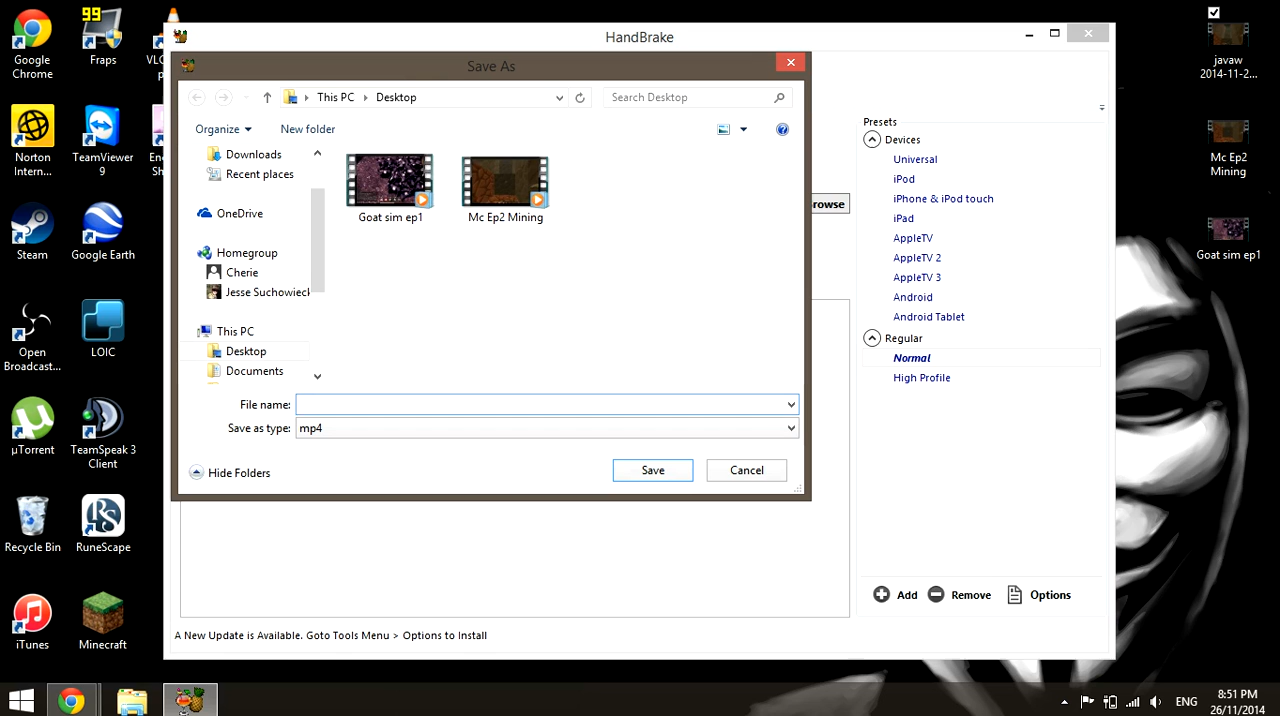 99
Google
Chrome
Fraps
Norton
Intern...
TeamViewer
9
Steam
Google Earth
Open
Broadcast...
LOIC
µTorrent
TeamSpeak 3
Client
Recycle Bin
RuneScape
iTunes
Minecraft
HandBrake
Save As
This PC
Desktop
Search Desktop
Organize
New folder
Downloads
Recent places
OneDrive
Homegroup
Cherie
Jesse Suchowieck
This PC
Desktop
Documents
Goat sim ep1
Mc Ep2 Mining
File name:
Save as type: mp4
Hide Folders
Save
Cancel
Presets
Devices
Universal
iPod
iPhone & iPod touch
iPad
AppleTV
AppleTV 2
AppleTV 3
Android
Android Tablet
Regular
Normal
High Profile
Add
Remove
Options
A New Update is Available. Goto Tools Menu > Options to Install
javaw
2014-11-2...
Mc Ep2
Mining
Goat sim ep1
ENG
8:51 PM
26/11/2014